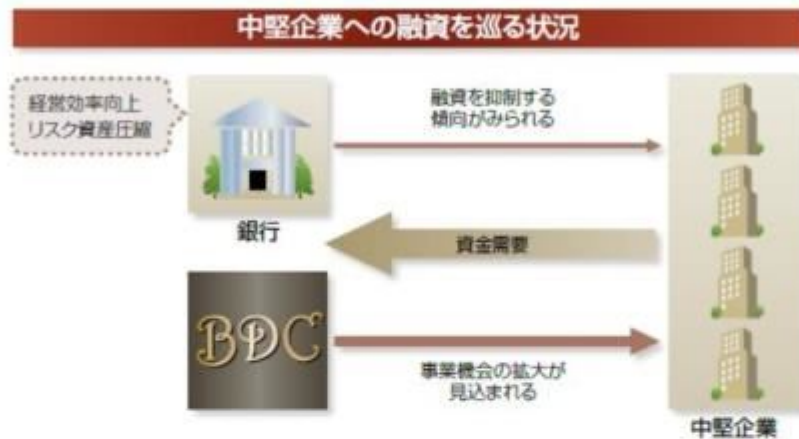 中堅企業への融資を巡る状況
経営効率向上
リスク資産圧縮
融資を抑制する
傾向がみられる
銀行
資金需要
BDC
事業機会の拡大が
見込まれる
中堅企業